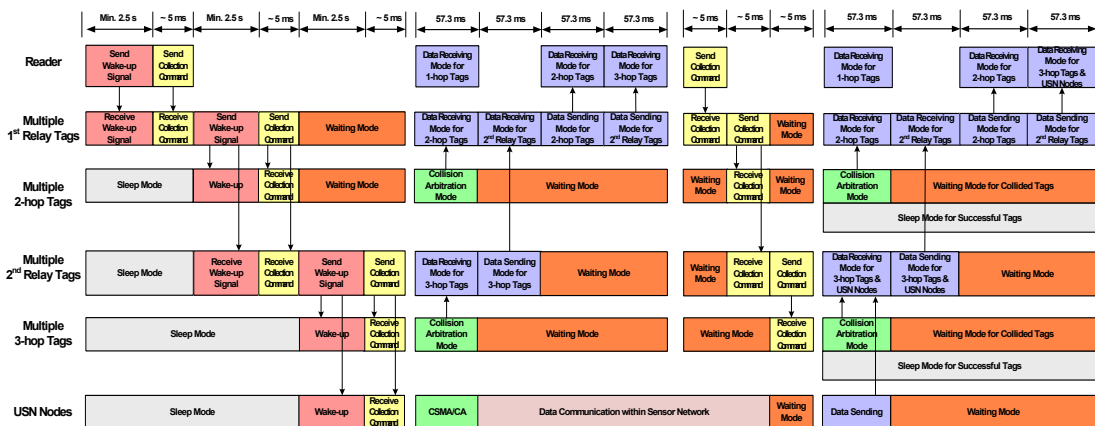 Min. 2.5 s ~ 5 ms Min. 2.5 s ~ 5 ms Min. 2.5 s ~ 5 ms 57.3 ms 57.3 ms 57.3 ms 57.3 ms ~ 5 ms ~ 5 ms ~ 5 ms 57.3 ms 57.3 ms 57.3 ms 57.3 ms
Reader
Send
Wake-up
Signal
Send
Collection
Command
Data Receiving
Mode for
1-hop Tags
Data Receiving
Mode for
2-hop Tags
Data Receiving
Mode for
3-hop Tags
Send
Collection
Command
Data Receiving
Mode for
1-hop Tags
Data Receiving
Mode for
2-hop Tags
Data Receiving
Mode for
3-hop Tags &
USN Nodes
Multiple
1st Relay Tags
Receive
Wake-up
Signal
Receive
Collection
Command
Send
Wake-up
Signal
Send
Collection
Command
Waiting Mode
Data Receiving
Mode for
2-hop Tags
Data Receiving
Mode for
2nd Relay Tags
Data Sending
Mode for
2-hop Tags
Data Sending
Mode for
2nd Relay Tags
Receive
Collection
Command
Send
Collection
Command
Waiting
Mode
Data Receiving
Mode for
2-hop Tags
Data Receiving
Mode for
2nd Relay Tags
Data Sending
Mode for
2-hop Tags
Data Sending
Mode for
2nd Relay Tags
Multiple
2-hop Tags
Sleep Mode
Wake-up
Receive
Collection
Command
Waiting Mode
Collision
Arbitration
Mode
Waiting Mode
Waiting
Mode
Receive
Collection
Command
Waiting
Mode
Collision
Arbitration
Mode
Waiting Mode for Collided Tags
Sleep Mode for Successful Tags
Multiple
2nd Relay Tags
Sleep Mode
Receive
Wake-up
Signal
Receive
Collection
Command
Send
Wake-up
Signal
Send
Collection
Command
Data Receiving
Mode for
3-hop Tags
Data Sending
Mode for
3-hop Tags
Waiting Mode
Waiting
Mode
Receive
Collection
Command
Send
Collection
Command
Data Receiving
Mode for
3-hop Tags &
USN Nodes
Data Sending
Mode for
3-hop Tags &
USN Nodes
Waiting Mode
Multiple
3-hop Tags
Sleep Mode
Wake-up
Receive
Collection
Command
Collision
Arbitration
Mode
Waiting Mode
Waiting Mode
Receive
Collection
Command
Collision
Arbitration
Mode
Waiting Mode for Collided Tags
Sleep Mode for Successful Tags
USN Nodes
Sleep Mode
Wake-up
Receive
Collection
Command
CSMA/CA
Data Communication within Sensor Network
Waiting
Mode
Data Sending
Waiting Mode